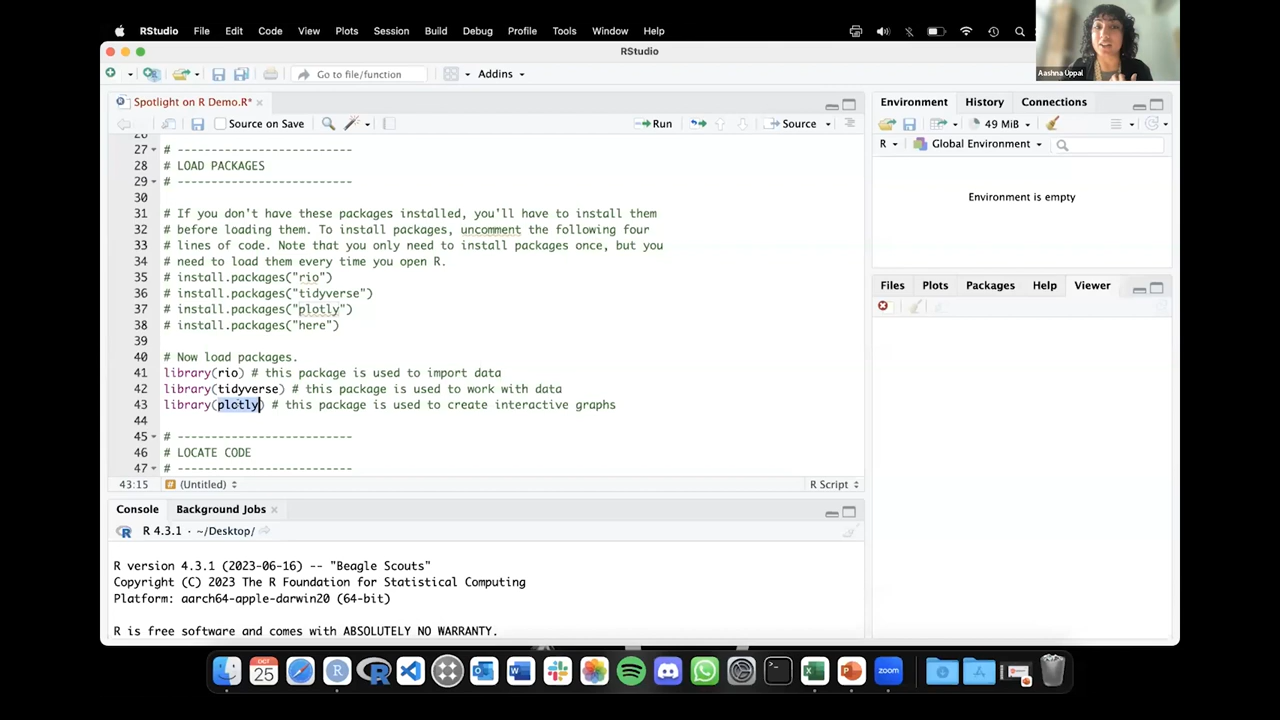 RStudio File Edit Code View Plots Session Build Debug Profile Tools Window Help
Aashna Uppal
RStudio
Go to file/function Addins
Spotlight on R Demo.R*
Source on Save Run Source
26
27 # --------------------------
28 # LOAD PACKAGES
29 # --------------------------
30
31 # If you don't have these packages installed, you'll have to install them
32 # before loading them. To install packages, uncomment the following four
33 # lines of code. Note that you only need to install packages once, but you
34 # need to load them every time you open R.
35 # install.packages("rio")
36 # install.packages("tidyverse")
37 # install.packages("plotly")
38 # install.packages("here")
39
40 # Now load packages.
41 library(rio) # this package is used to import data
42 library(tidyverse) # this package is used to work with data
43 library(plotly) # this package is used to create interactive graphs
44
45 # --------------------------
46 # LOCATE CODE
47 # --------------------------
43:15 # (Untitled) R Script
Console Background Jobs
R R 4.3.1 · ~/Desktop/
R version 4.3.1 (2023-06-16) -- "Beagle Scouts"
Copyright (C) 2023 The R Foundation for Statistical Computing
Platform: aarch64-apple-darwin20 (64-bit)
R is free software and comes with ABSOLUTELY NO WARRANTY.
Environment History Connections
49 MiB
R Global Environment
Environment is empty
Files Plots Packages Help Viewer
OCT
25
R
R
W
X
P
zoom